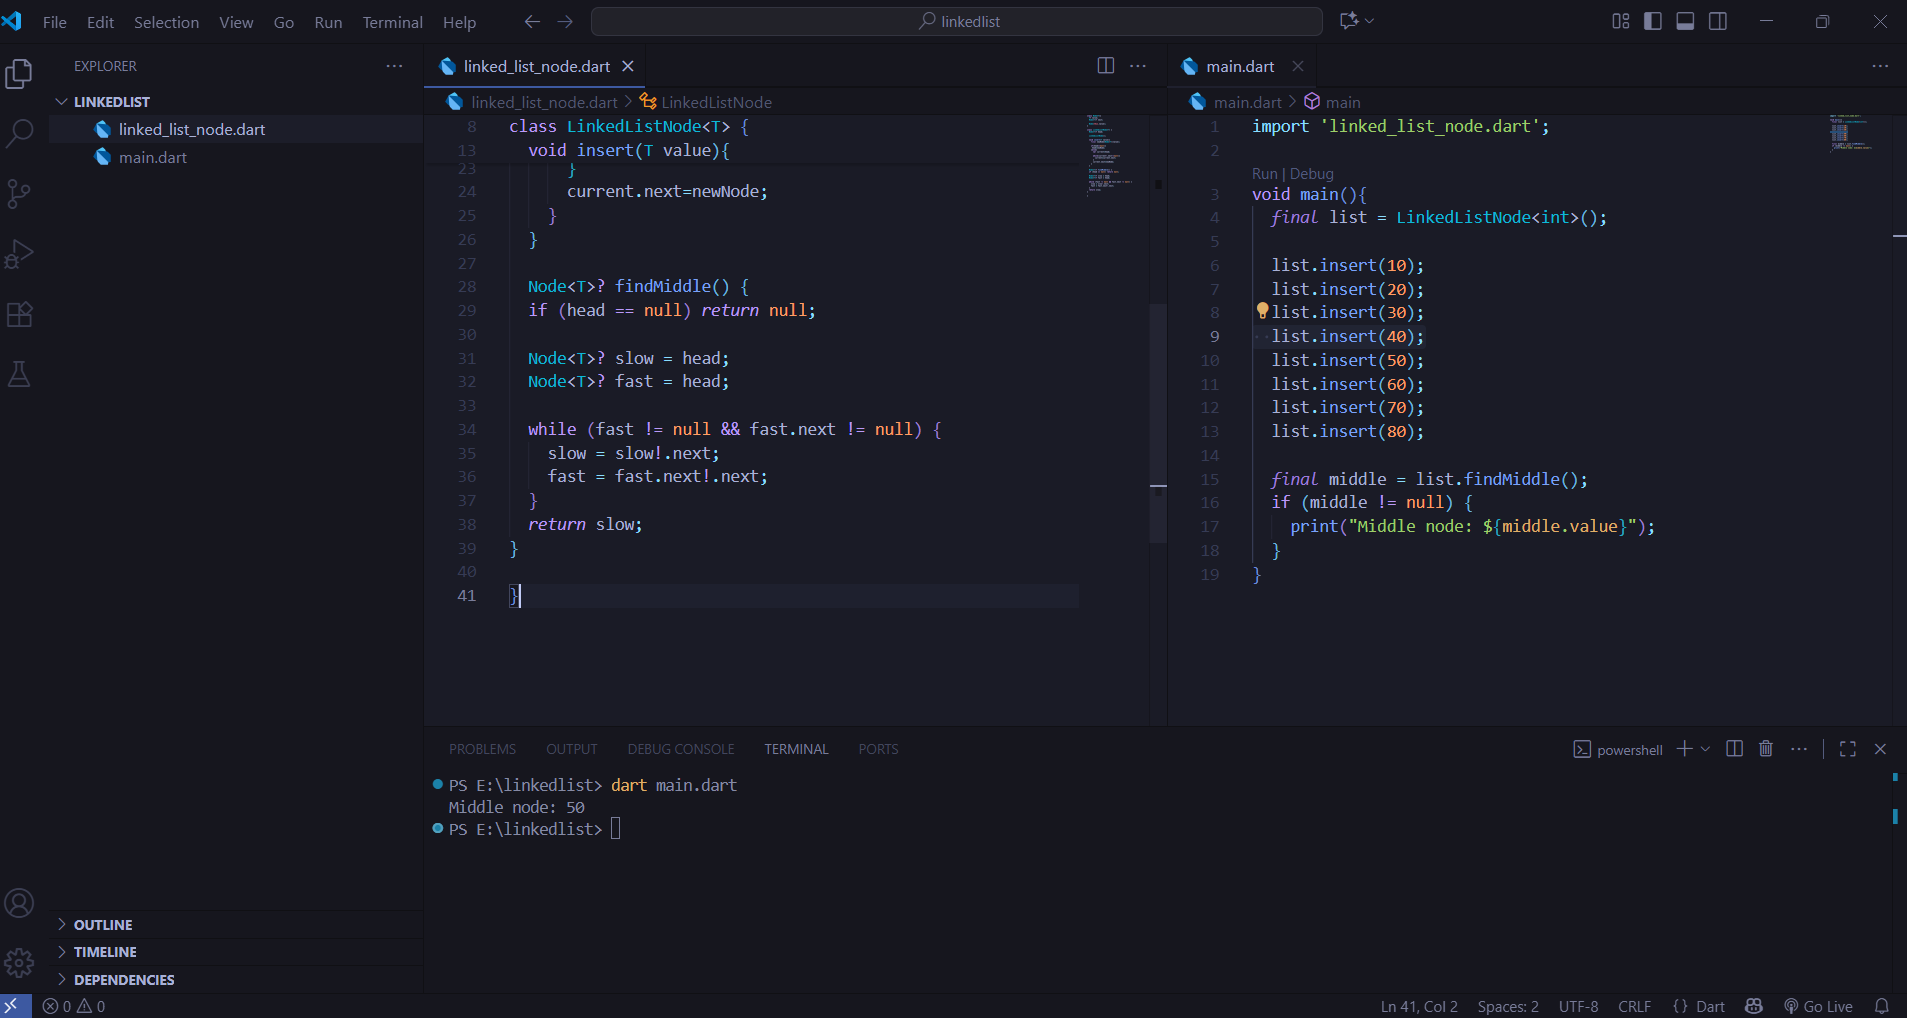 File Edit Selection View Go Run Terminal Help
linkedlist
EXPLORER
LINKEDLIST
linked_list_node.dart
main.dart
OUTLINE
TIMELINE
DEPENDENCIES
linked_list_node.dart
linked_list_node.dart > LinkedListNode
8 class LinkedListNode<T> {
13 void insert(T value){
23 }
24 current.next=newNode;
25 }
26 }
27
28 Node<T>? findMiddle() {
29 if (head == null) return null;
30
31 Node<T>? slow = head;
32 Node<T>? fast = head;
33
34 while (fast != null && fast.next != null) {
35 slow = slow!.next;
36 fast = fast.next!.next;
37 }
38 return slow;
39 }
40
41 }
main.dart
main.dart > main
1 import 'linked_list_node.dart';
2
Run | Debug
3 void main(){
4 final list = LinkedListNode<int>();
5
6 list.insert(10);
7 list.insert(20);
8 list.insert(30);
9 list.insert(40);
10 list.insert(50);
11 list.insert(60);
12 list.insert(70);
13 list.insert(80);
14
15 final middle = list.findMiddle();
16 if (middle != null) {
17 print("Middle node: ${middle.value}");
18 }
19 }
PROBLEMS OUTPUT DEBUG CONSOLE TERMINAL PORTS
powershell
PS E:\linkedlist> dart main.dart
Middle node: 50
PS E:\linkedlist>
0 0
Ln 41, Col 2 Spaces: 2 UTF-8 CRLF {} Dart Go Live